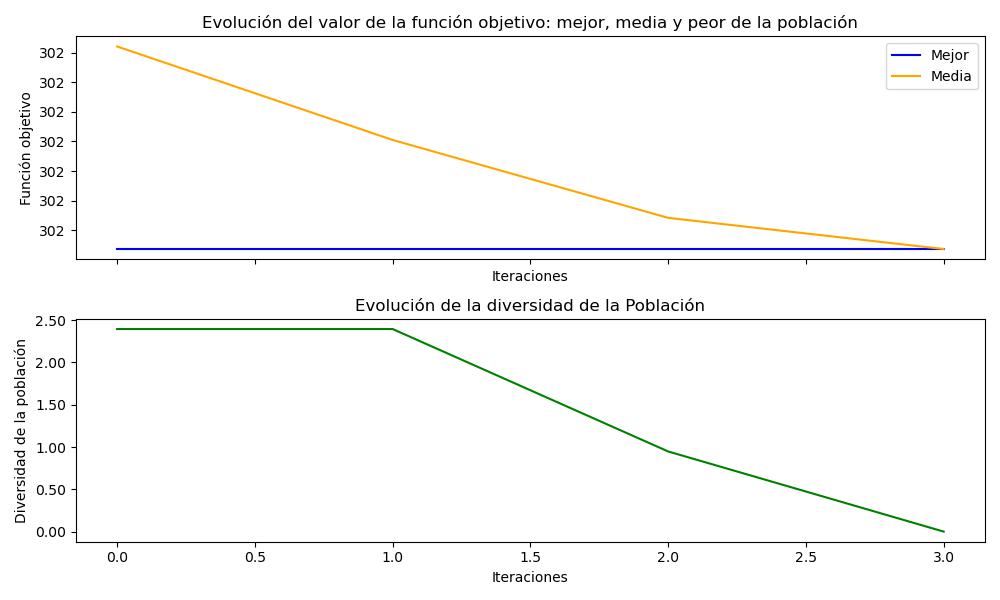 Evolución del valor de la función objetivo: mejor, media y peor de la población
302
302
302
302
302
302
302
Función objetivo
Mejor
Media
Iteraciones
Evolución de la diversidad de la Población
2.50
2.00
1.50
1.00
0.50
0.00
Diversidad de la población
0.0 0.5 1.0 1.5 2.0 2.5 3.0
Iteraciones